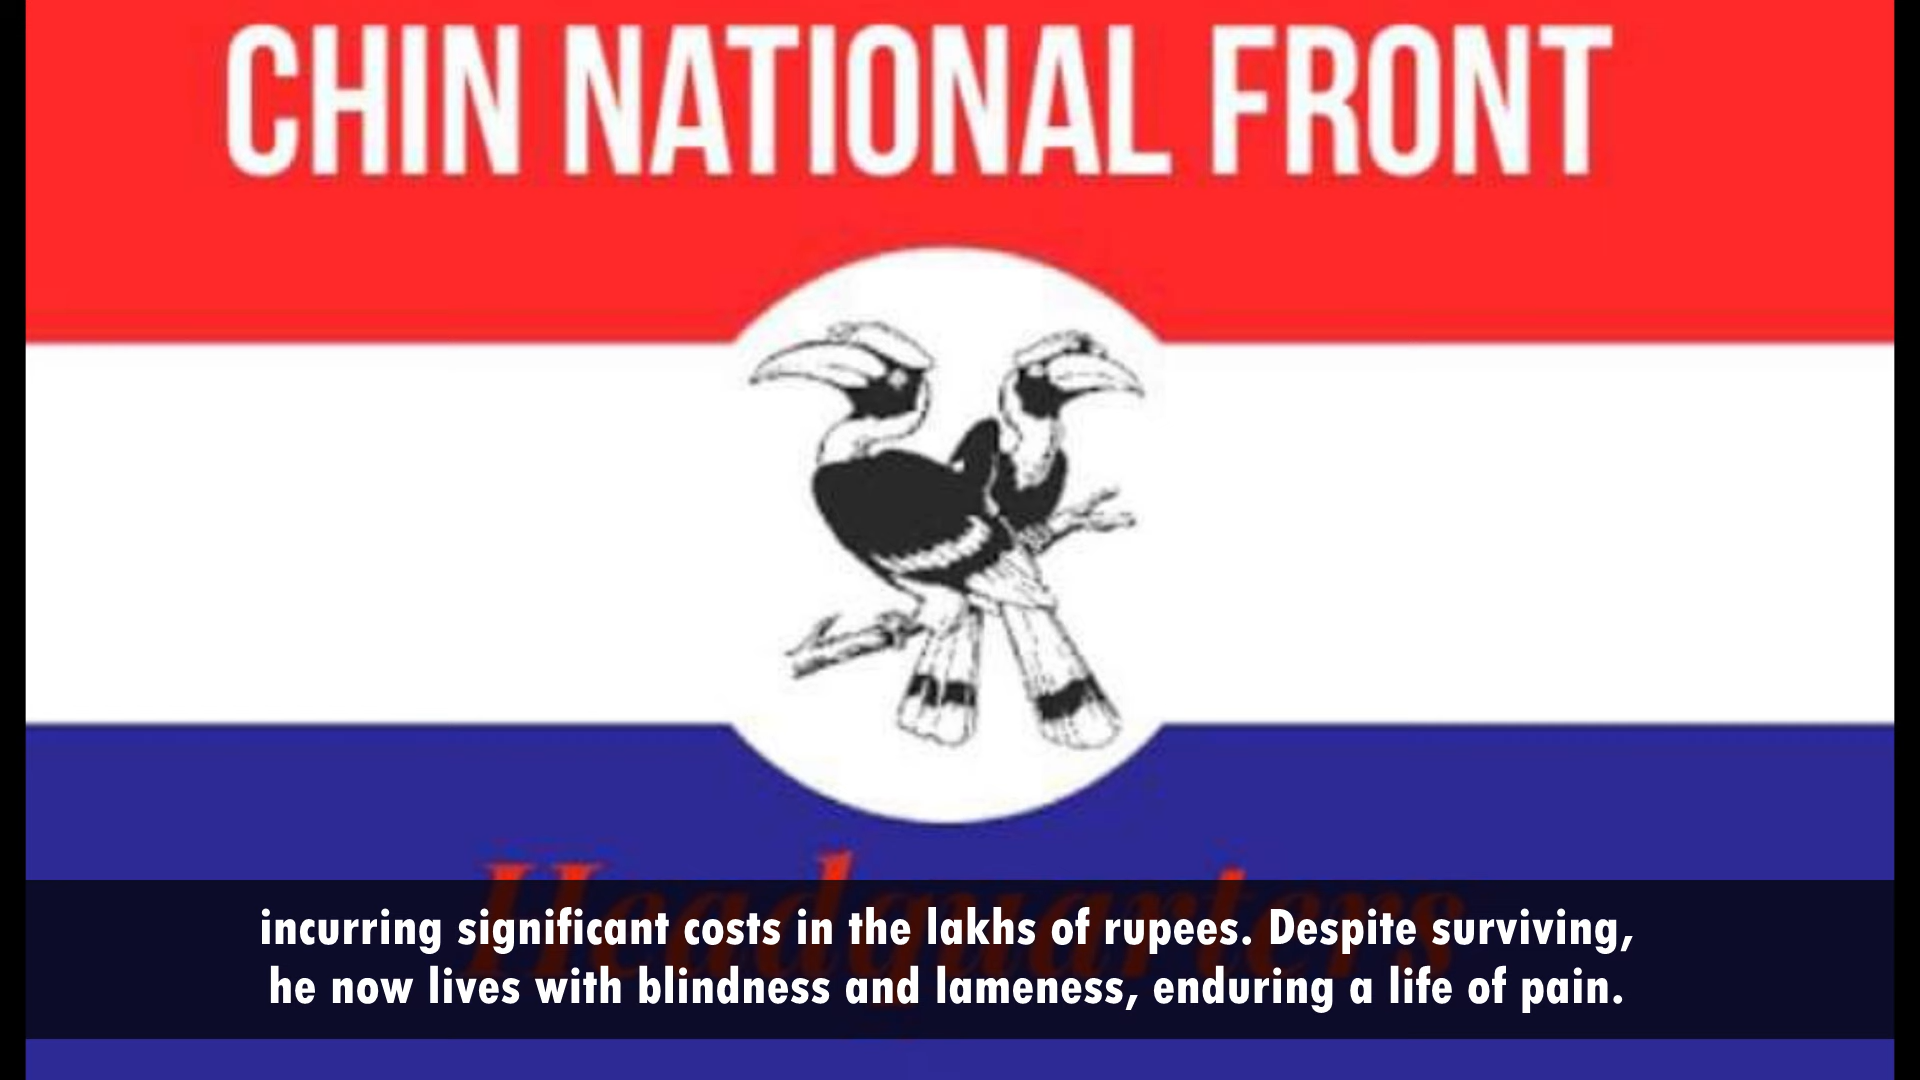 CHIN NATIONAL FRONT
Headquarters
incurring significant costs in the lakhs of rupees. Despite surviving,
he now lives with blindness and lameness, enduring a life of pain.